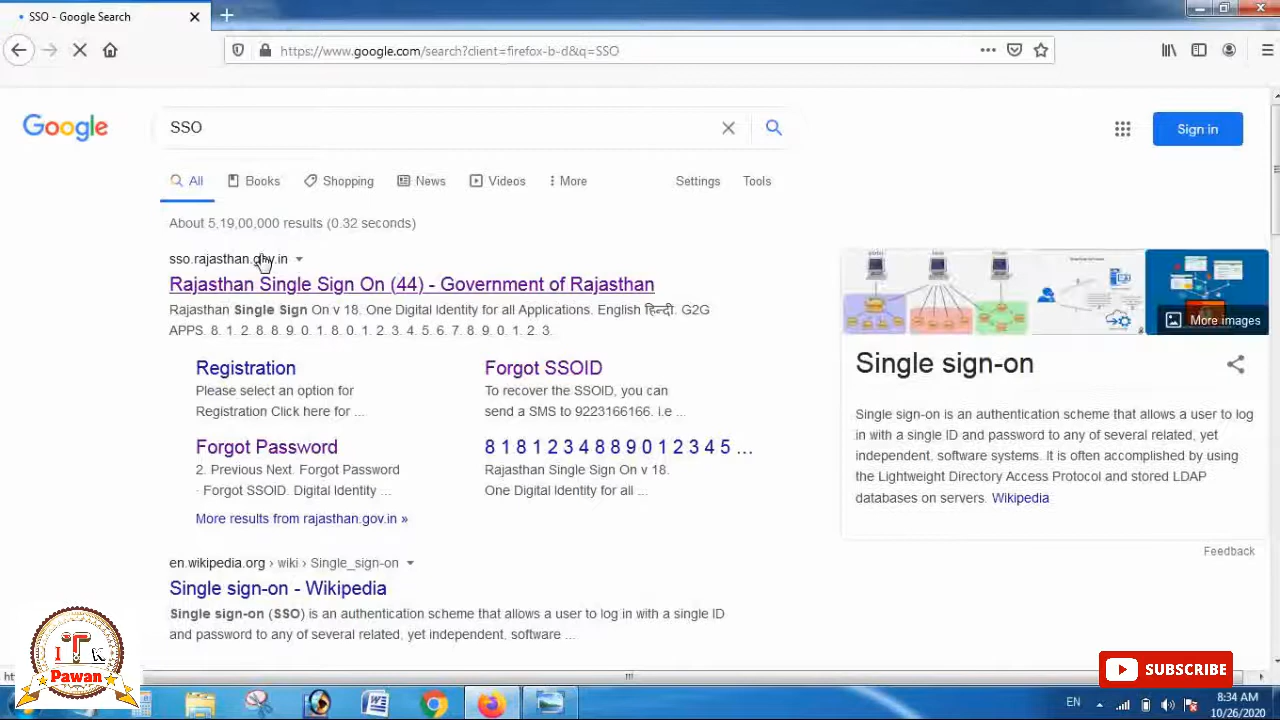 SSO - Google Search
https://www.google.com/search?client=firefox-b-d&q=SSO
Google
SSO
Sign in
All
Books
Shopping
News
Videos
More
Settings
Tools
About 5,19,00,000 results (0.32 seconds)
sso.rajasthan.gov.in
Rajasthan Single Sign On (44) - Government of Rajasthan
Rajasthan Single Sign On v 18. One Digital Identity for all Applications. English हिन्दी. G2G
APPS. 8. 1. 2. 8. 8. 9. 0. 1. 8. 0. 1. 2. 3. 4. 5. 6. 7. 8. 9. 0. 1. 2. 3.
Registration
Please select an option for
Registration Click here for ...
Forgot SSOID
To recover the SSOID, you can
send a SMS to 9223166166. i.e ...
Forgot Password
2. Previous Next. Forgot Password
· Forgot SSOID. Digital Identity ...
8 1 8 1 2 3 4 8 8 9 0 1 2 3 4 5 ...
Rajasthan Single Sign On v 18.
One Digital Identity for all ...
More results from rajasthan.gov.in »
en.wikipedia.org › wiki › Single_sign-on
Single sign-on - Wikipedia
Single sign-on (SSO) is an authentication scheme that allows a user to log in with a single ID
and password to any of several related, yet independent, software ...
More images
Single sign-on
Single sign-on is an authentication scheme that allows a user to log
in with a single ID and password to any of several related, yet
independent, software systems. It is often accomplished by using
the Lightweight Directory Access Protocol and stored LDAP
databases on servers. Wikipedia
Feedback
I T K
Pawan
SUBSCRIBE
EN
8:34 AM
10/26/2020